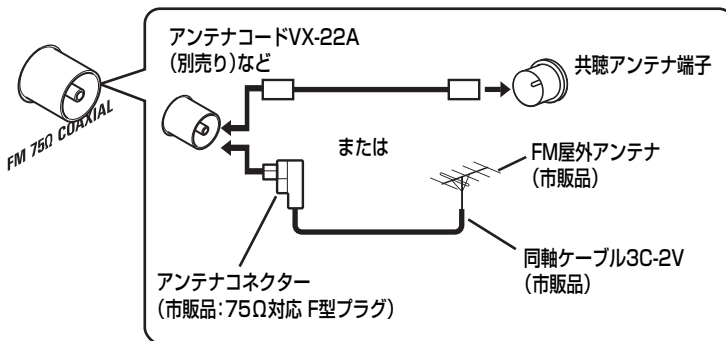 アンテナコードVX-22A
(別売り)など
共聴アンテナ端子
FM 75Ω COAXIAL
または
FM屋外アンテナ
(市販品)
同軸ケーブル3C-2V
(市販品)
アンテナコネクター
(市販品:75Ω対応 F型プラグ)